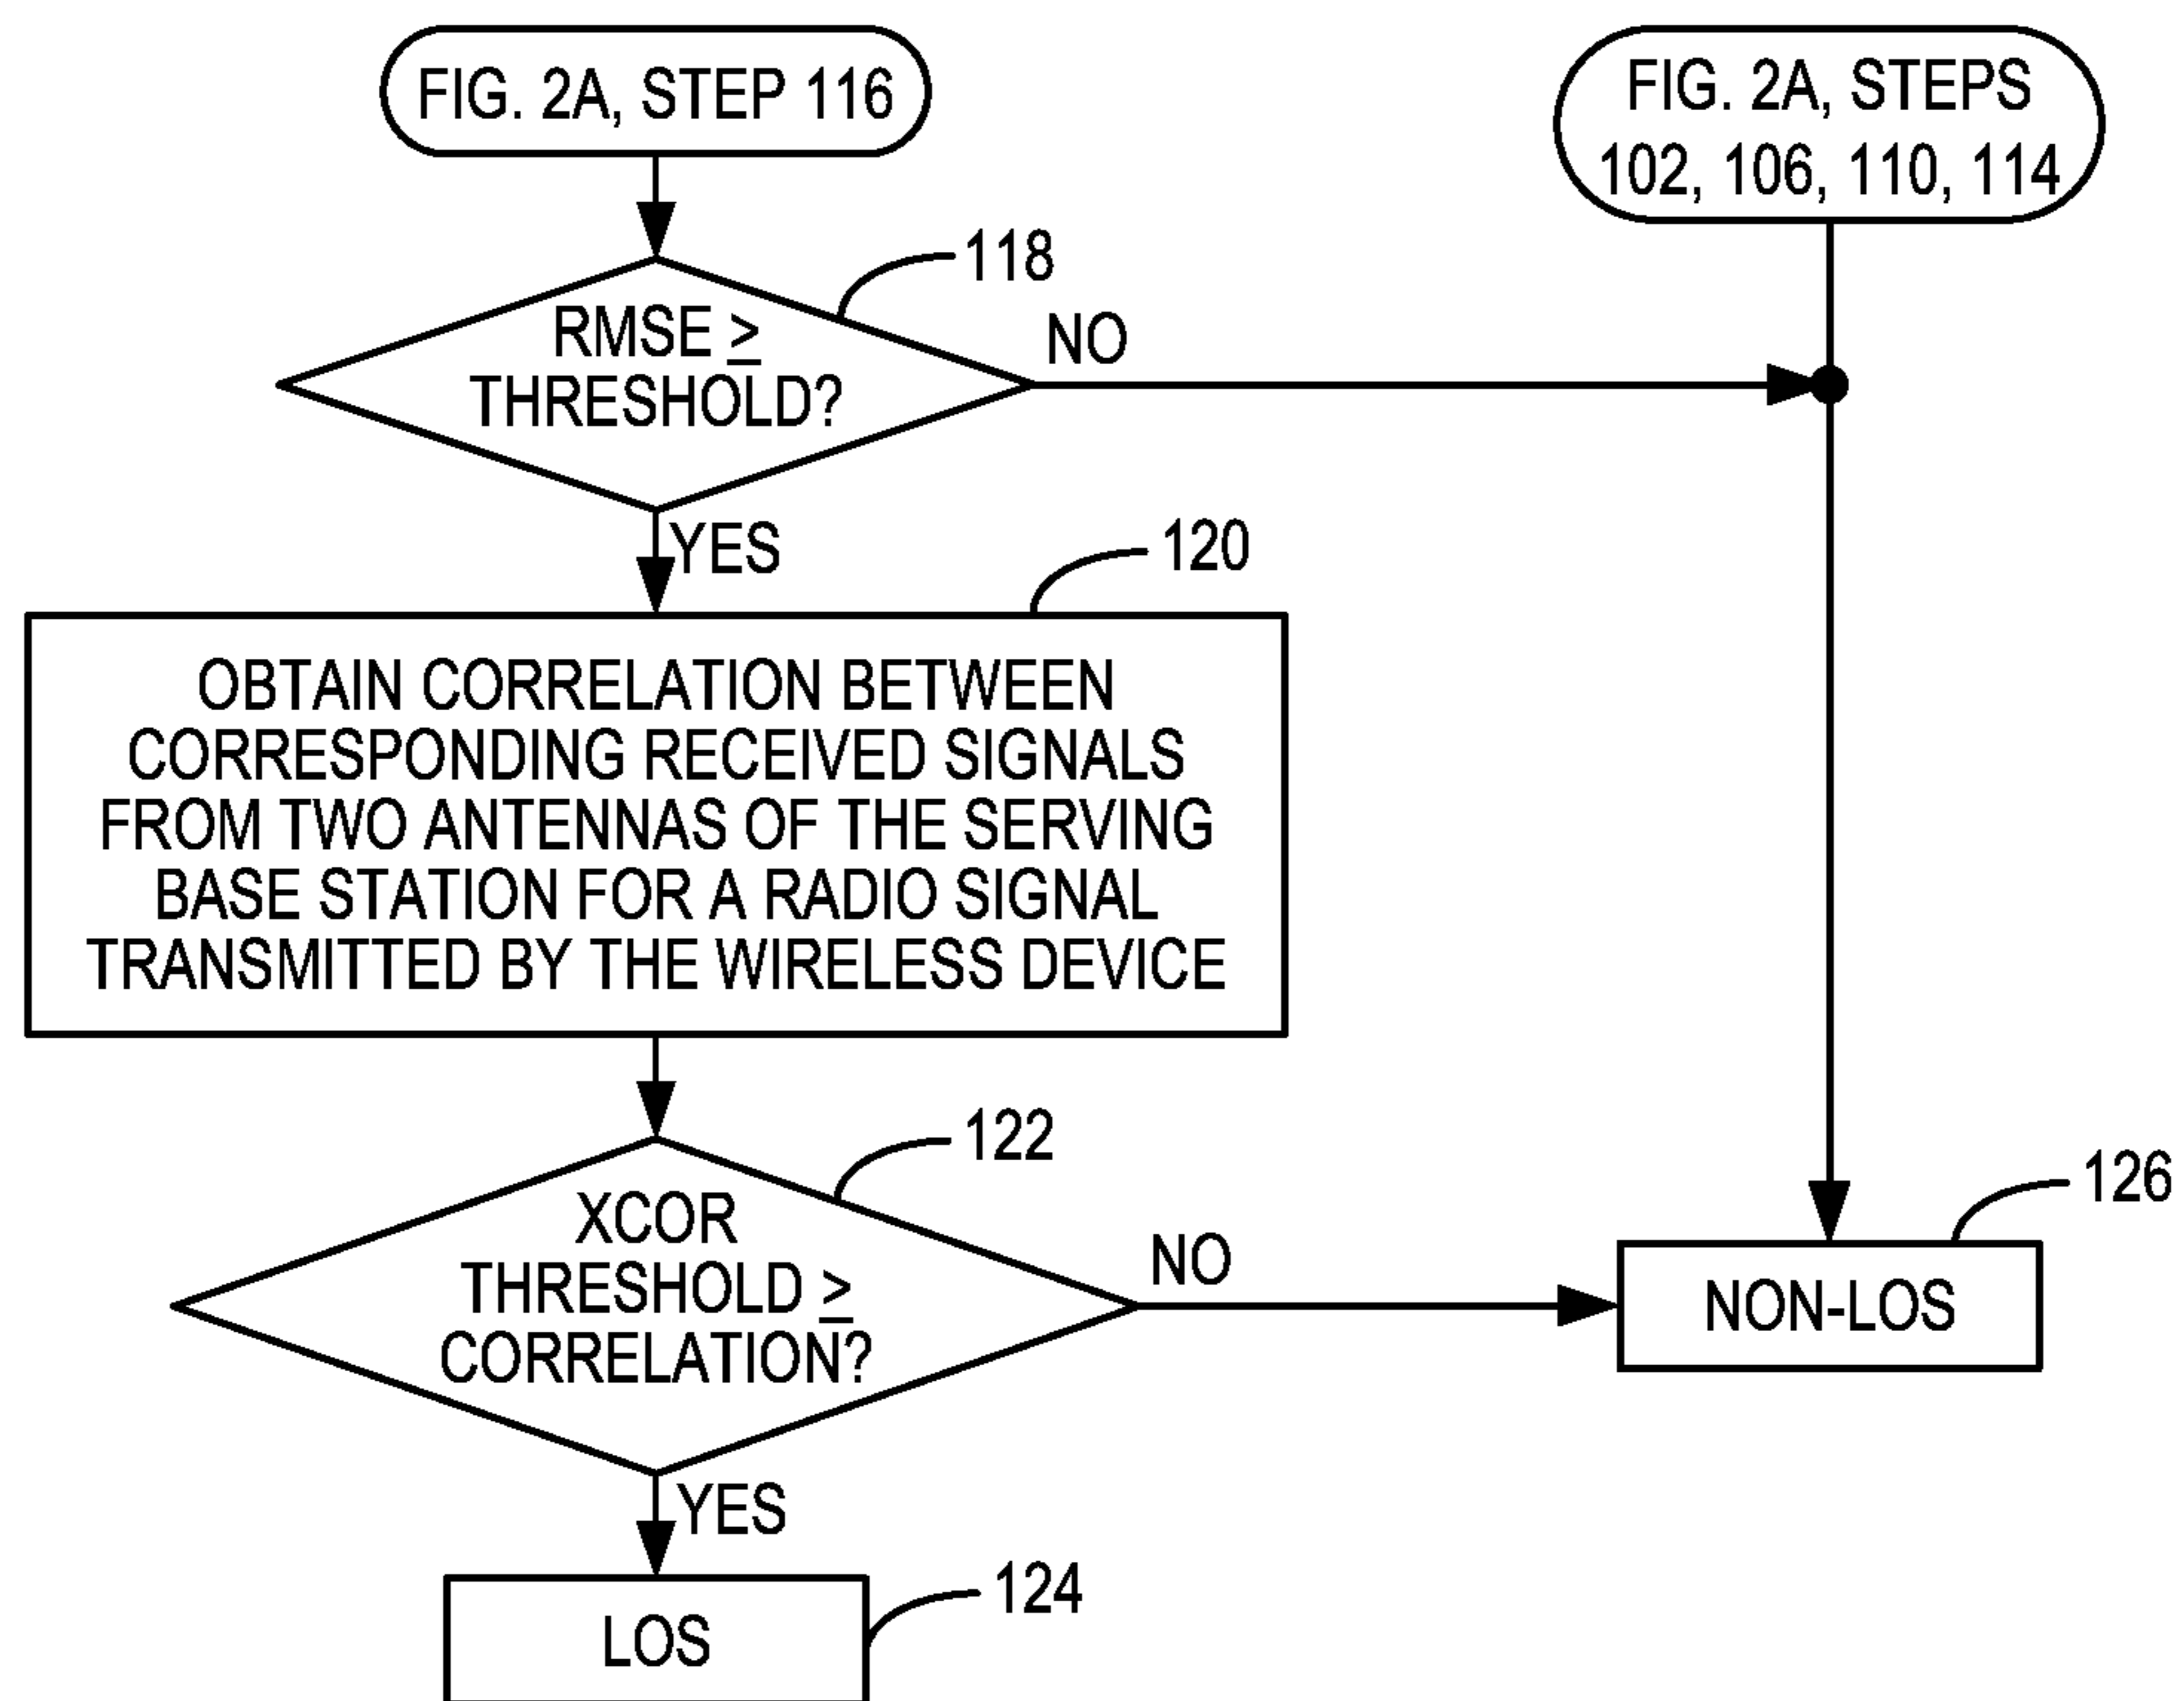 FIG. 2A, STEP 116
FIG. 2A, STEPS
102, 106, 110, 114
118
RMSE ≥
THRESHOLD?
NO
YES
120
OBTAIN CORRELATION BETWEEN
CORRESPONDING RECEIVED SIGNALS
FROM TWO ANTENNAS OF THE SERVING
BASE STATION FOR A RADIO SIGNAL
TRANSMITTED BY THE WIRELESS DEVICE
122
XCOR
THRESHOLD ≥
CORRELATION?
NO
126
NON-LOS
YES
124
LOS